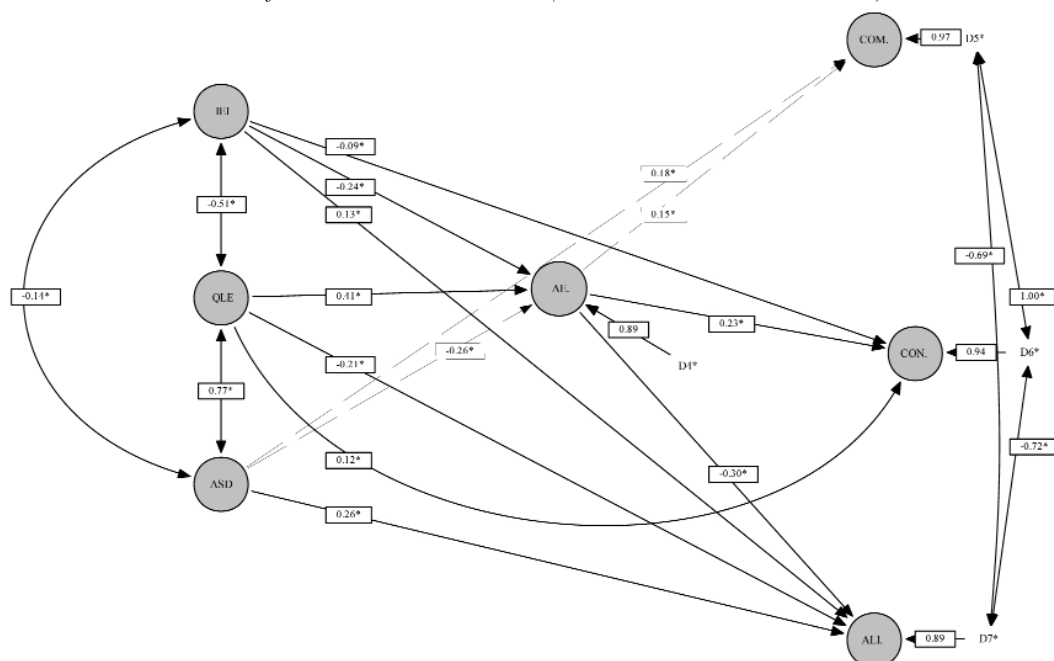 COM.
0.97
D5*
IEI
-0.09*
0.18*
-0.24*
-0.51*
0.13*
0.15*
-0.69*
AE.
-0.14*
QLE
0.41*
1.00*
0.89
0.23*
-0.26*
CON.
0.94
D6*
-0.21*
D4*
0.77*
-0.72*
0.12*
-0.30*
ASD
0.26*
ALI.
0.89
D7*